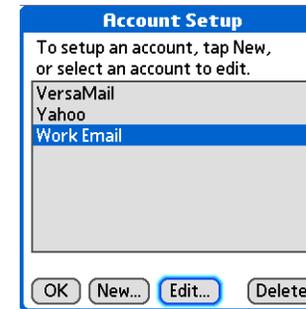 Account Setup
To setup an account, tap New,
or select an account to edit.
VersaMail
Yahoo
Work Email
OK New... Edit... Delete